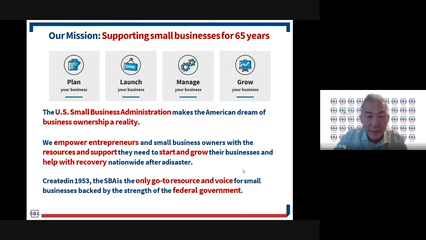 Our Mission: Supporting small businesses for 65 years
Plan
your business
Launch
your business
Manage
your business
Grow
your business
The U.S. Small Business Administration makes the American dream of
business ownership a reality.
We empower entrepreneurs and small business owners with the
resources and support they need to start and grow their businesses and
help with recovery nationwide after a disaster.
Created in 1953, the SBA is the only go-to resource and voice for small
businesses backed by the strength of the federal government.
SBA